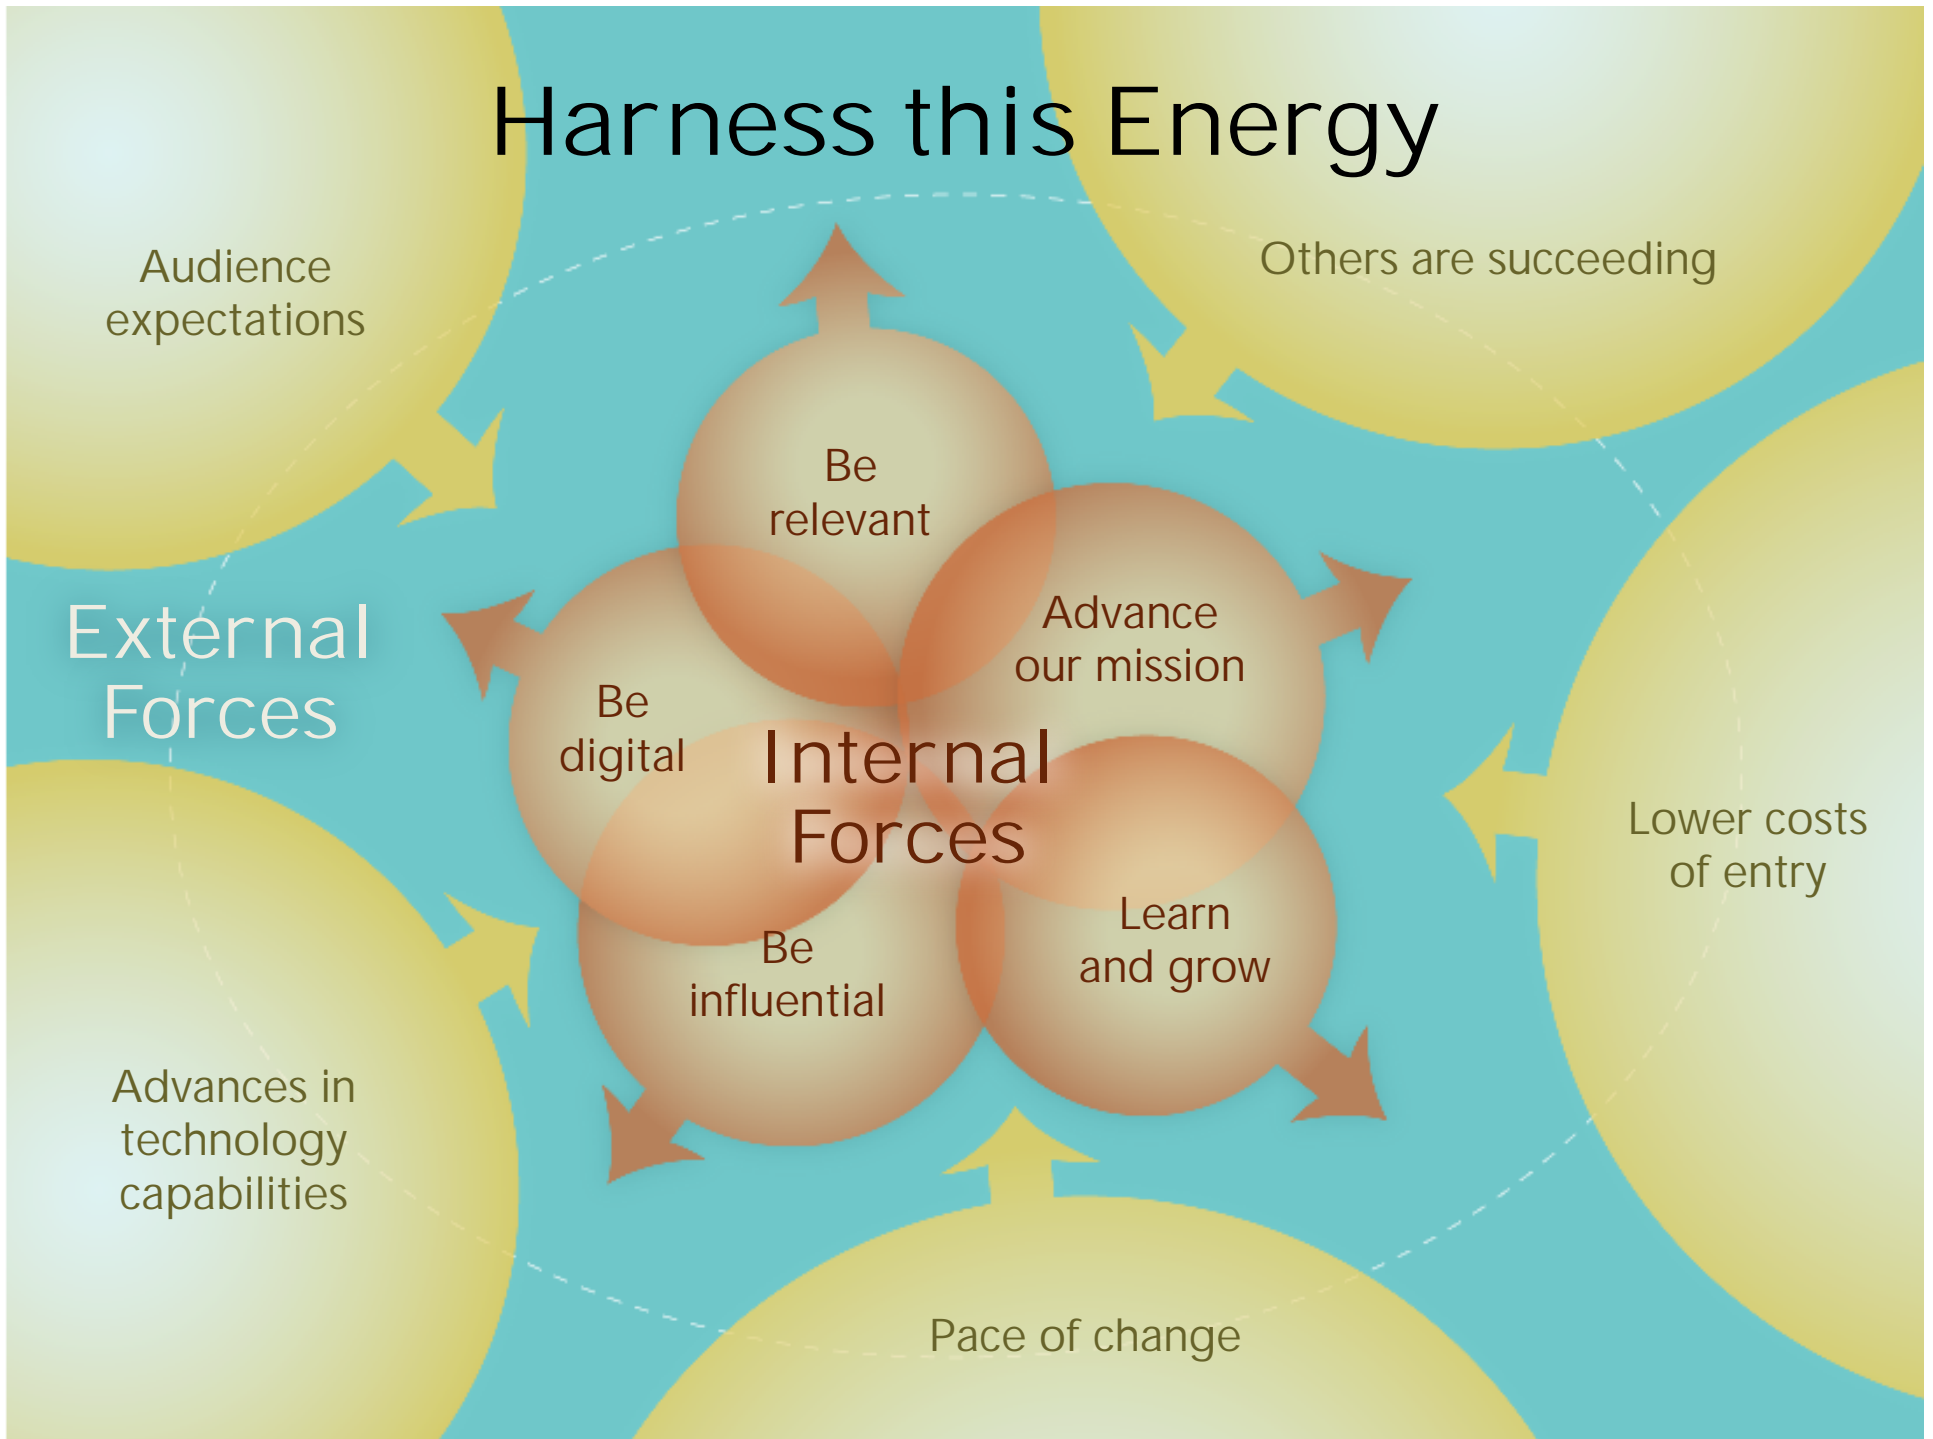 Harness this Energy
Audience
expectations
Others are succeeding
Be
relevant
Advance
our mission
External
Forces
Be
digital
Internal
Forces
Lower costs
of entry
Learn
and grow
Be
influential
Advances in
technology
capabilities
Pace of change